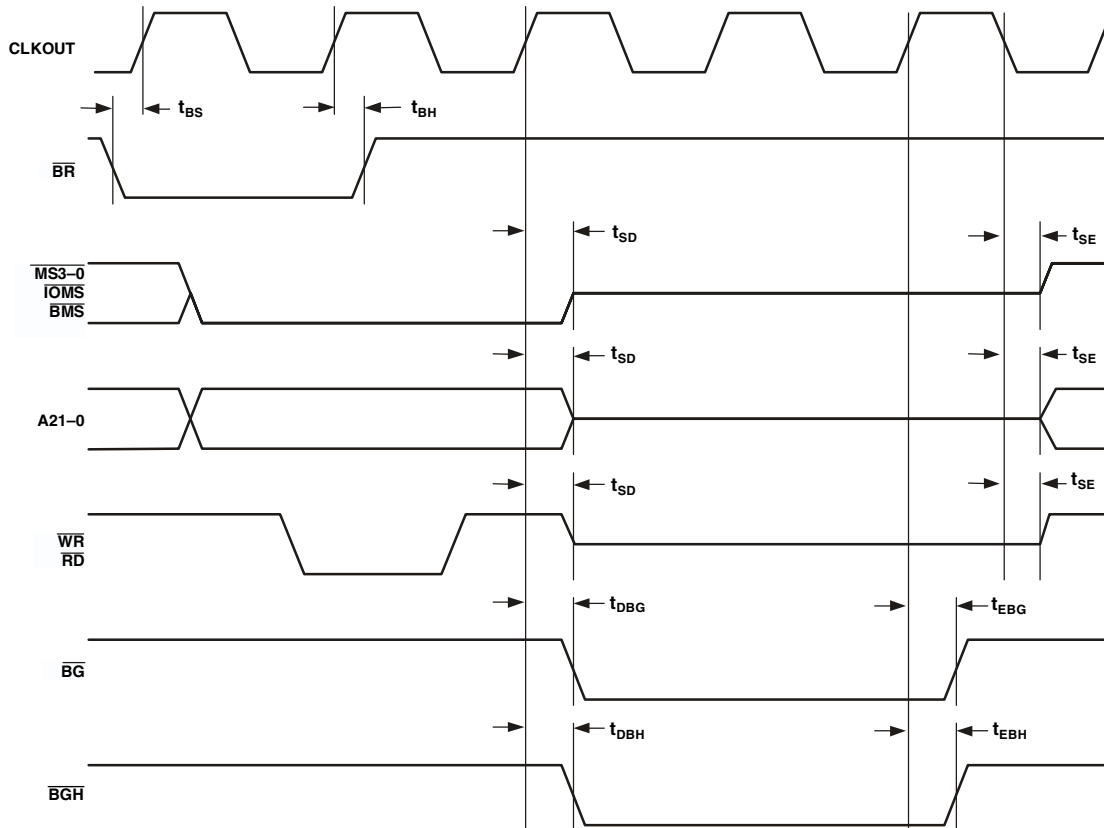 CLKOUT
tBS
tBH
BR
tSD
tSE
MS3–0
IOMS
BMS
tSD
tSE
A21–0
tSD
tSE
WR
RD
tDBG
tEBG
BG
tDBH
tEBH
BGH